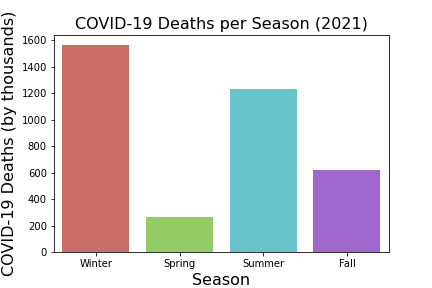 COVID-19 Deaths per Season (2021)
COVID-19 Deaths (by thousands)
1600
1400
1200
1000
800
600
400
200
0
Winter Spring Summer Fall
Season